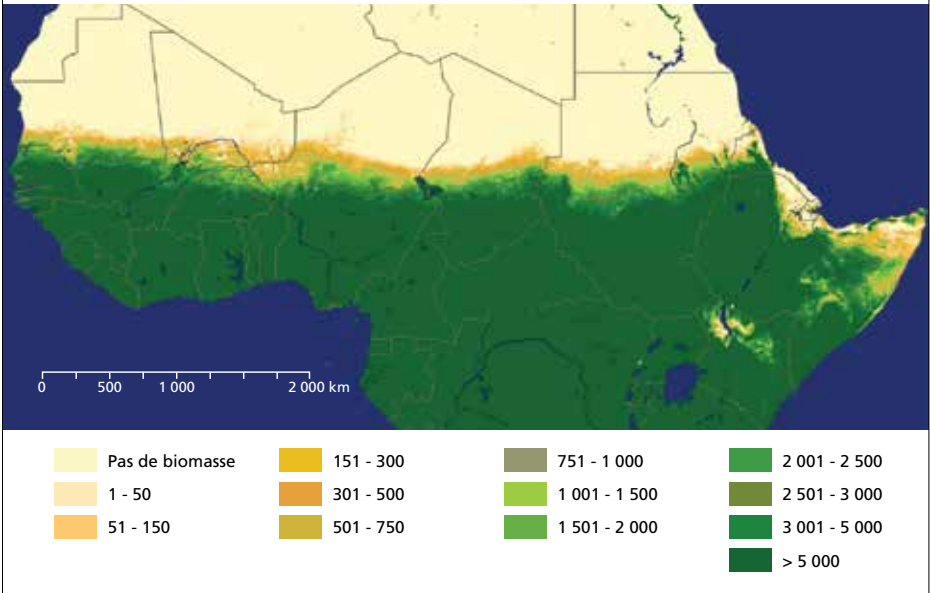 0 500 1 000 2 000 km
Pas de biomasse
1 - 50
51 - 150
151 - 300
301 - 500
501 - 750
751 - 1 000
1 001 - 1 500
1 501 - 2 000
2 001 - 2 500
2 501 - 3 000
3 001 - 5 000
> 5 000